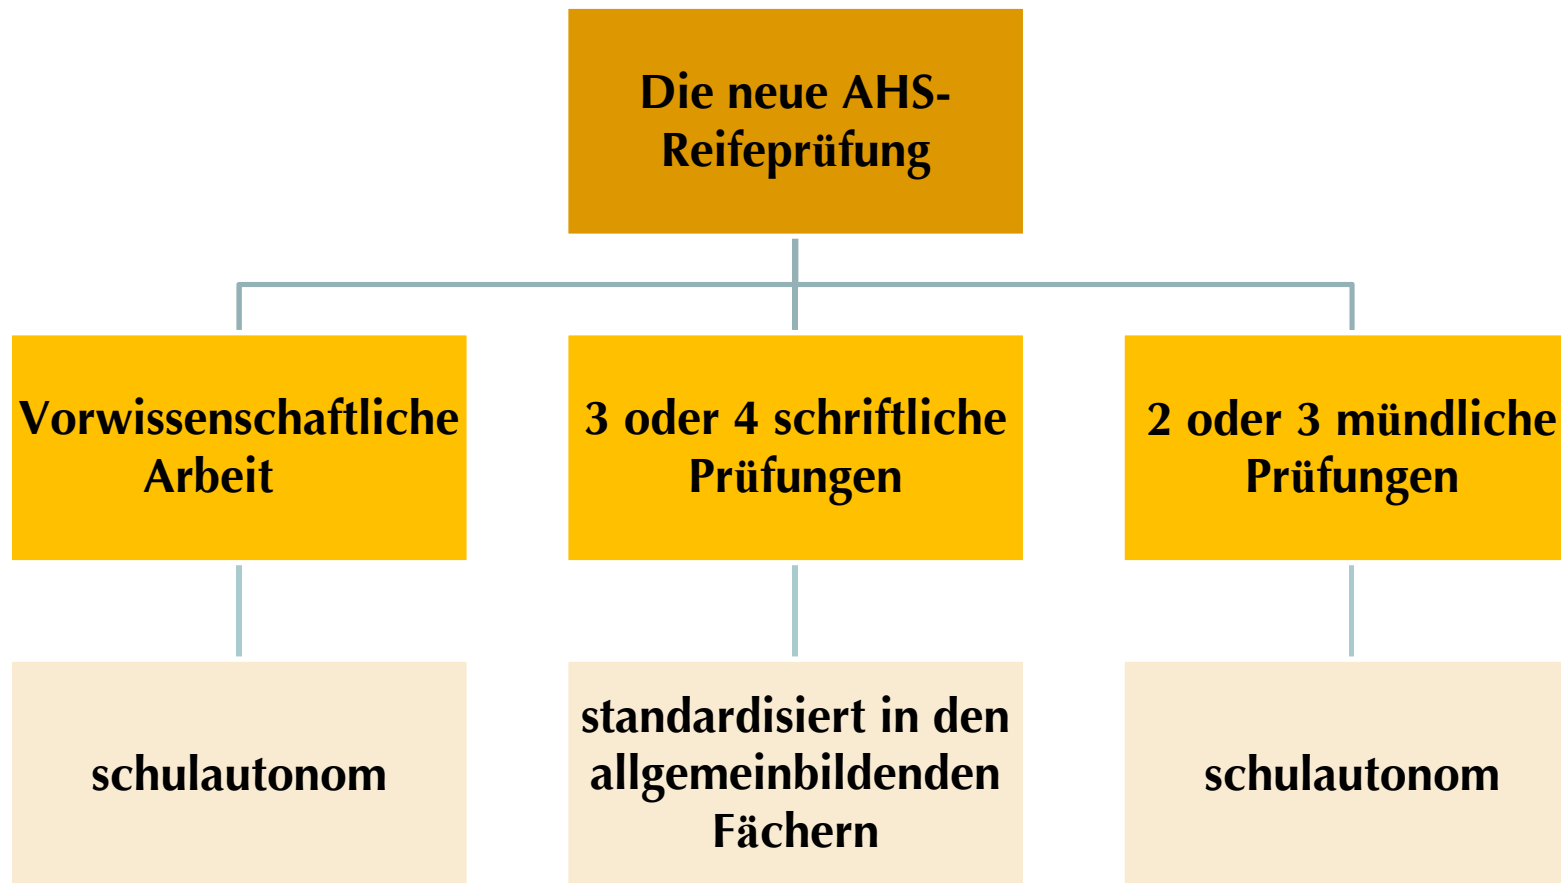 Die neue AHS-
Reifeprüfung
Vorwissenschaftliche
Arbeit
3 oder 4 schriftliche
Prüfungen
2 oder 3 mündliche
Prüfungen
schulautonom
standardisiert in den
allgemeinbildenden
Fächern
schulautonom